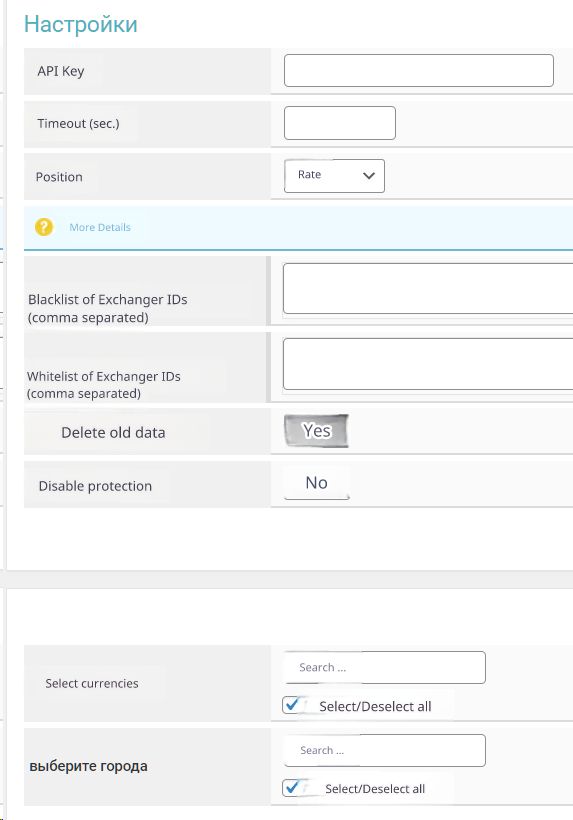 Настройки
API Key
Timeout (sec.)
Position
Rate
More Details
Blacklist of Exchanger IDs
(comma separated)
Whitelist of Exchanger IDs
(comma separated)
Delete old data
Yes
Disable protection
No
Select currencies
Search ...
Select/Deselect all
выберите города
Search ...
Select/Deselect all